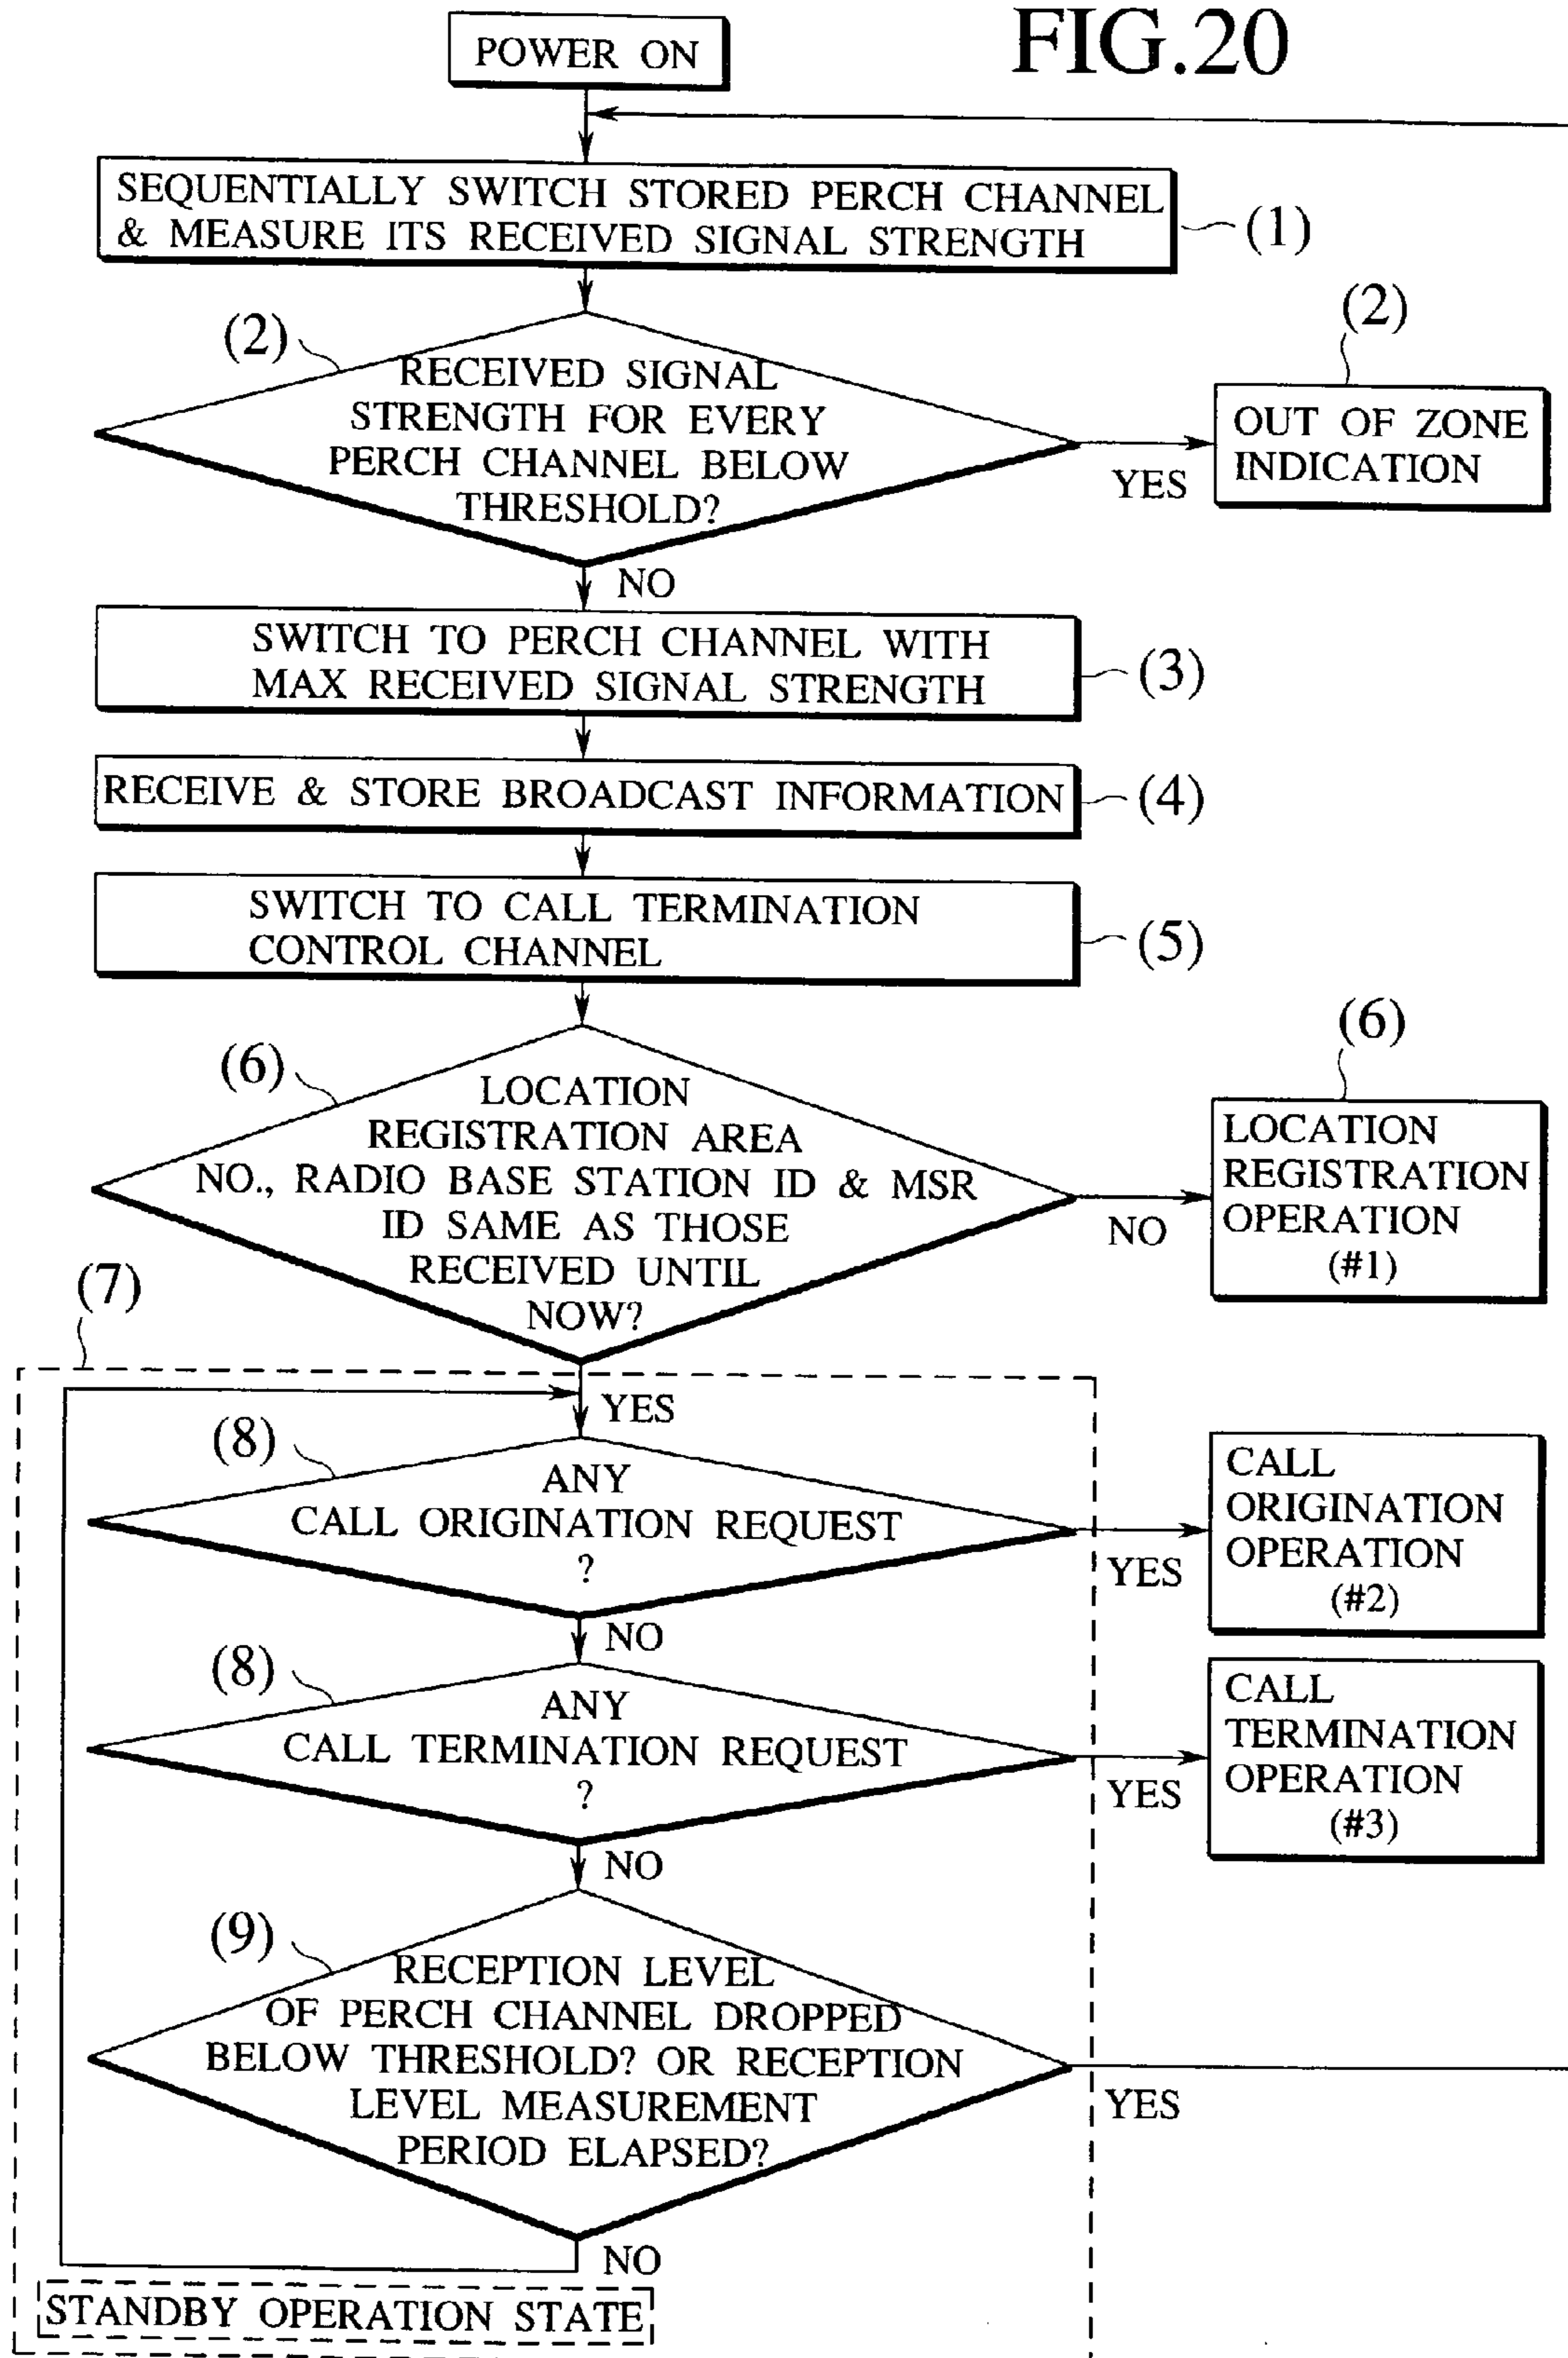 FIG.20
POWER ON
SEQUENTIALLY SWITCH STORED PERCH CHANNEL
& MEASURE ITS RECEIVED SIGNAL STRENGTH
(1)
(2)
RECEIVED SIGNAL
STRENGTH FOR EVERY
PERCH CHANNEL BELOW
THRESHOLD?
YES
(2)
OUT OF ZONE
INDICATION
NO
SWITCH TO PERCH CHANNEL WITH
MAX RECEIVED SIGNAL STRENGTH
(3)
RECEIVE & STORE BROADCAST INFORMATION
(4)
SWITCH TO CALL TERMINATION
CONTROL CHANNEL
(5)
(6)
LOCATION
REGISTRATION AREA
NO., RADIO BASE STATION ID & MSR
ID SAME AS THOSE
RECEIVED UNTIL
NOW?
NO
(6)
LOCATION
REGISTRATION
OPERATION
(#1)
(7)
YES
(8)
ANY
CALL ORIGINATION REQUEST
?
YES
CALL
ORIGINATION
OPERATION
(#2)
NO
(8)
ANY
CALL TERMINATION REQUEST
?
YES
CALL
TERMINATION
OPERATION
(#3)
NO
(9)
RECEPTION LEVEL
OF PERCH CHANNEL DROPPED
BELOW THRESHOLD? OR RECEPTION
LEVEL MEASUREMENT
PERIOD ELAPSED?
YES
NO
STANDBY OPERATION STATE